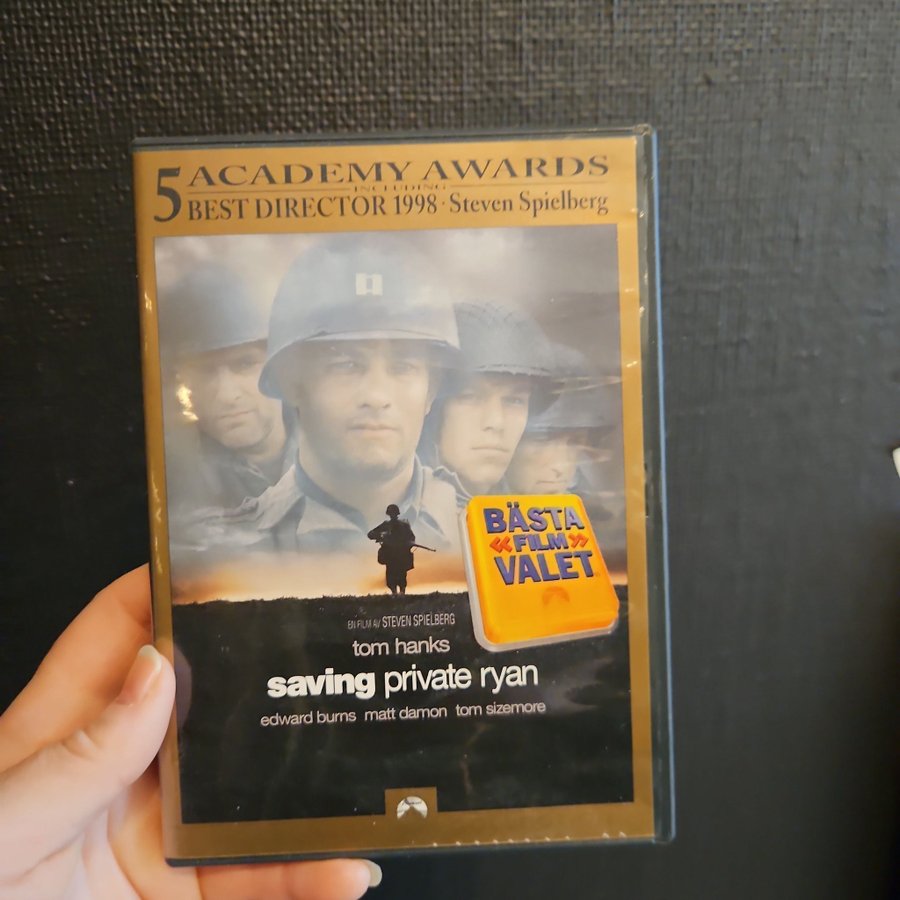 5 ACADEMY AWARDS
INCLUDING
BEST DIRECTOR 1998 · Steven Spielberg
BÄSTA
«FILM»
VALET
EN FILM AV STEVEN SPIELBERG
tom hanks
saving private ryan
edward burns matt damon tom sizemore